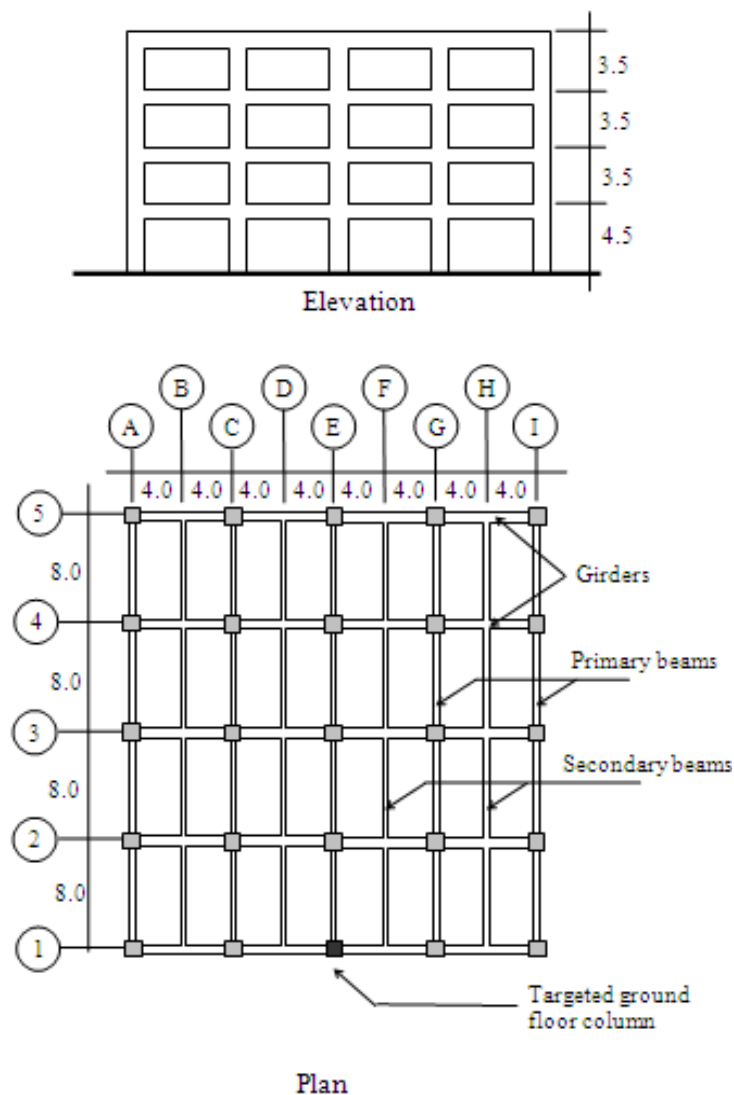 3.5
3.5
3.5
4.5
Elevation
B D F H
A C E G I
4.0 4.0 4.0 4.0 4.0 4.0 4.0 4.0
5
8.0
Girders
4
Primary beams
8.0
3
Secondary beams
8.0
2
8.0
1
Targeted ground
floor column
Plan